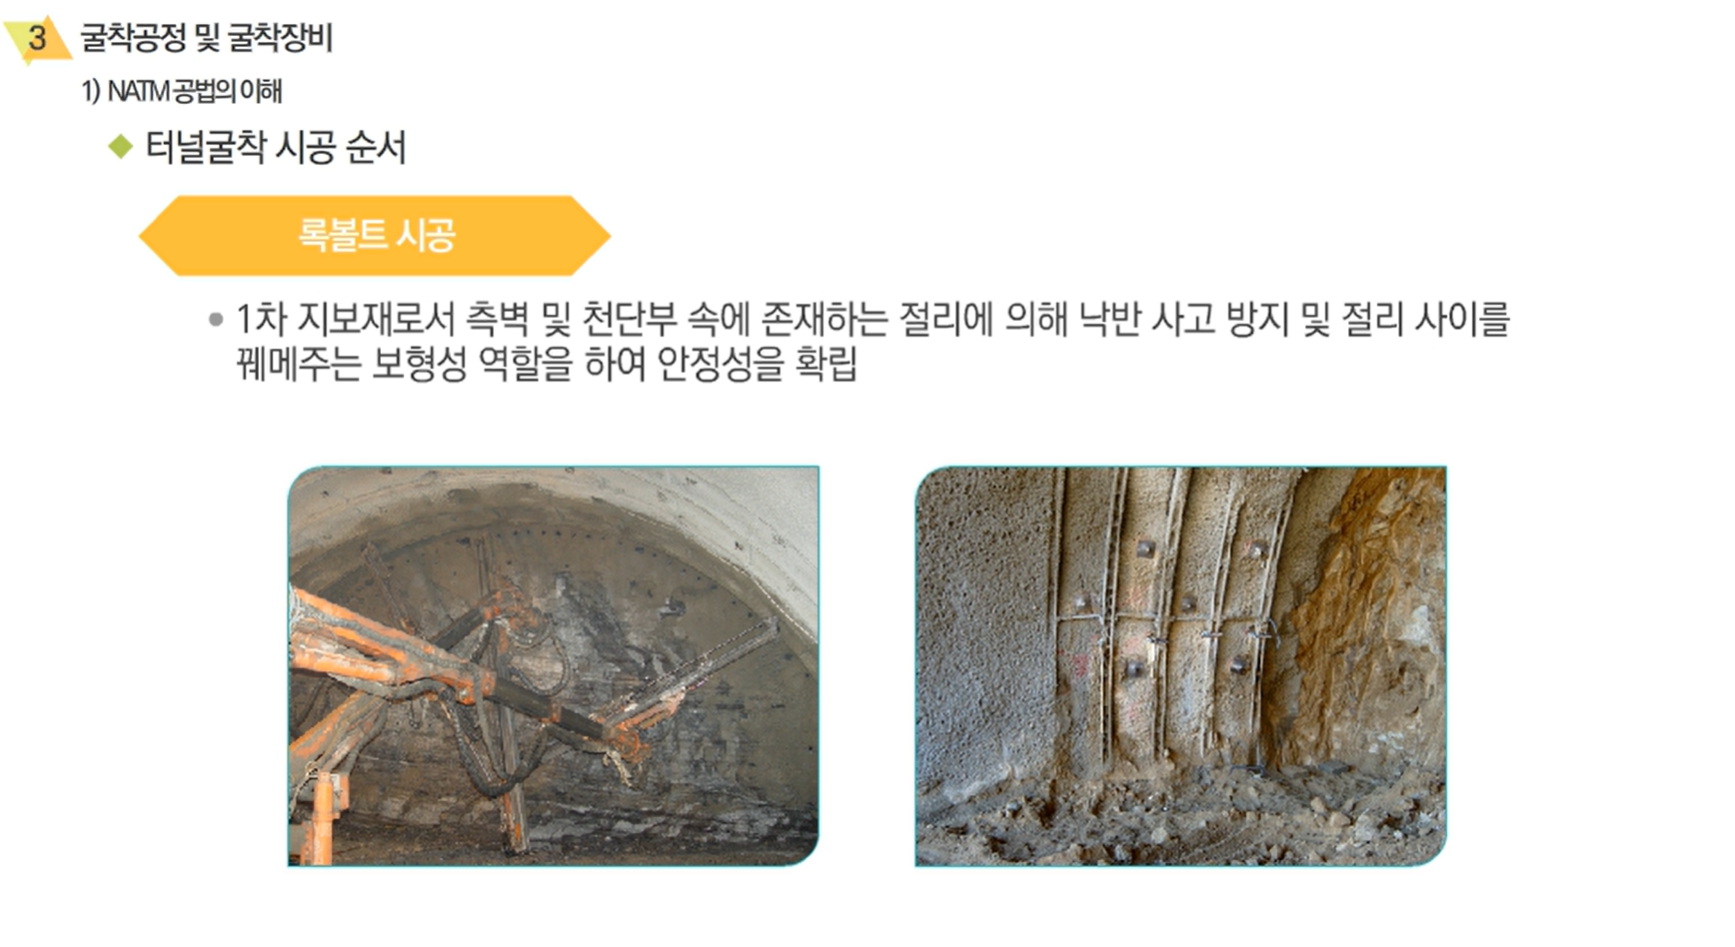 3 굴착공정 및 굴착장비
1) NATM 공법의 이해
터널굴착 시공 순서
록볼트 시공
1차 지보재로서 측벽 및 천단부 속에 존재하는 절리에 의해 낙반 사고 방지 및 절리 사이를
꿰메주는 보형성 역할을 하여 안정성을 확립